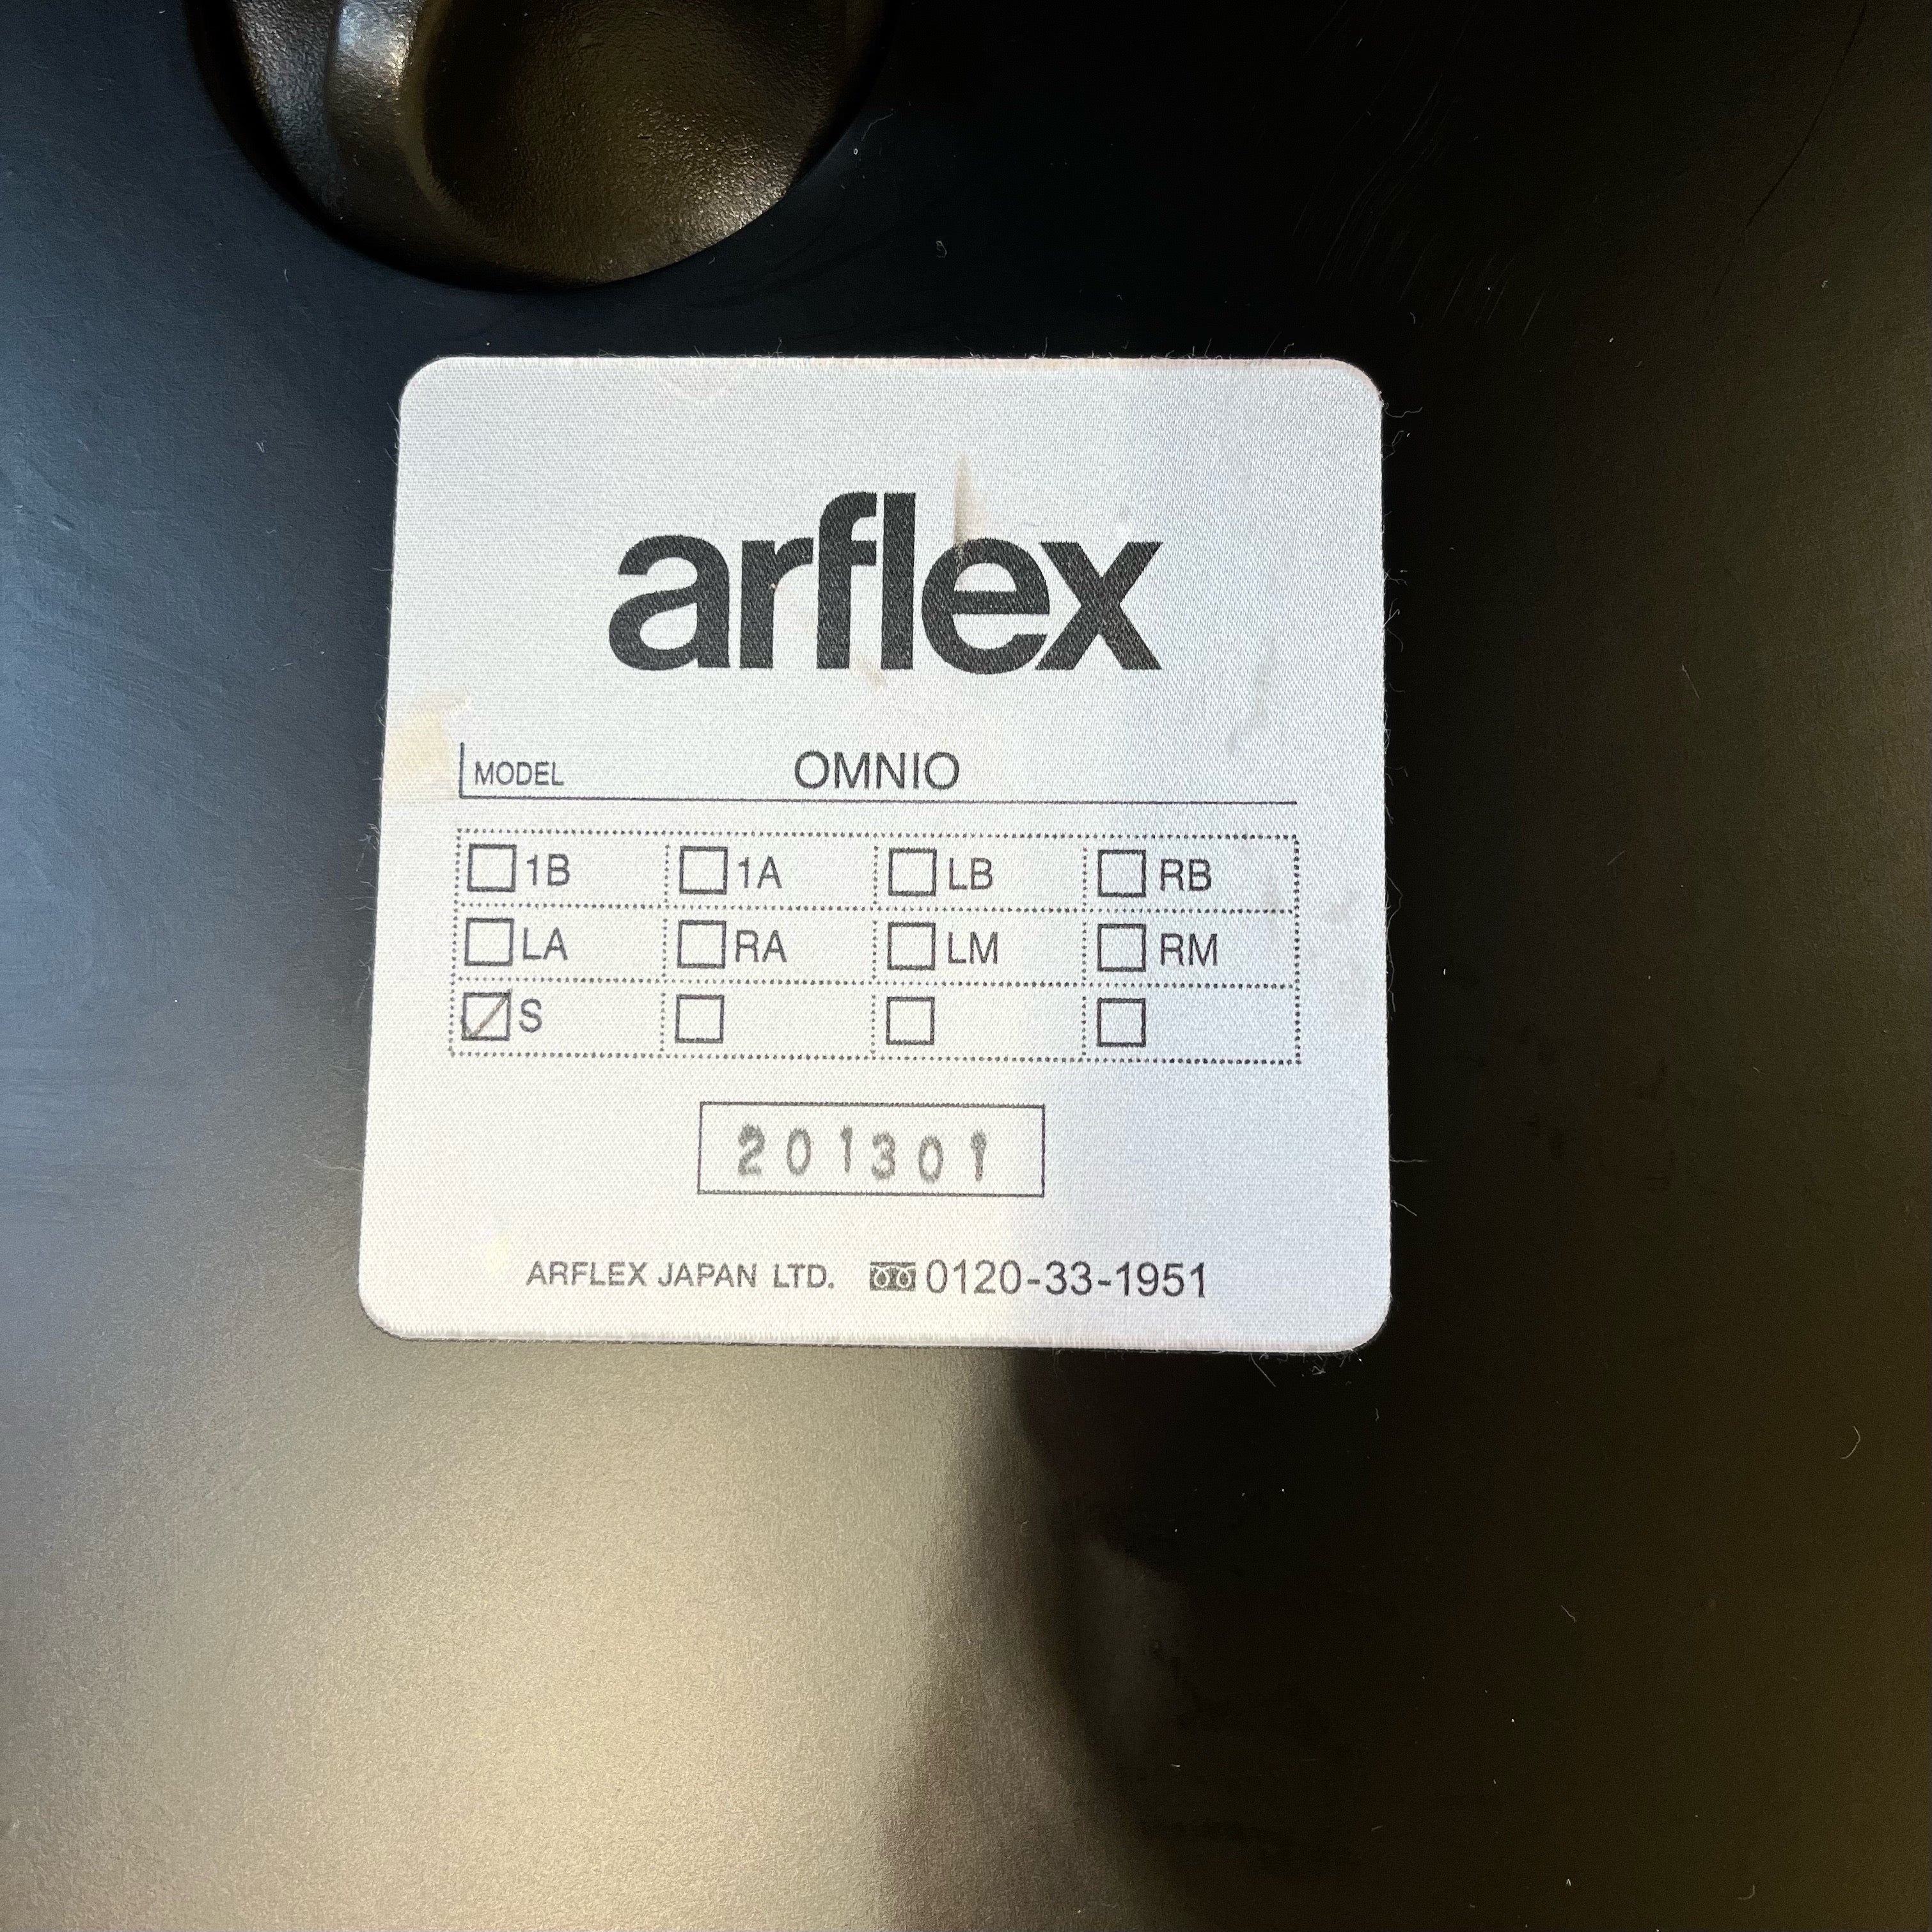 arflex
MODEL OMNIO
☐1B ☐1A ☐LB ☐RB
☐LA ☐RA ☐LM ☐RM
☑S ☐ ☐ ☐
201301
ARFLEX JAPAN LTD. 0120-33-1951